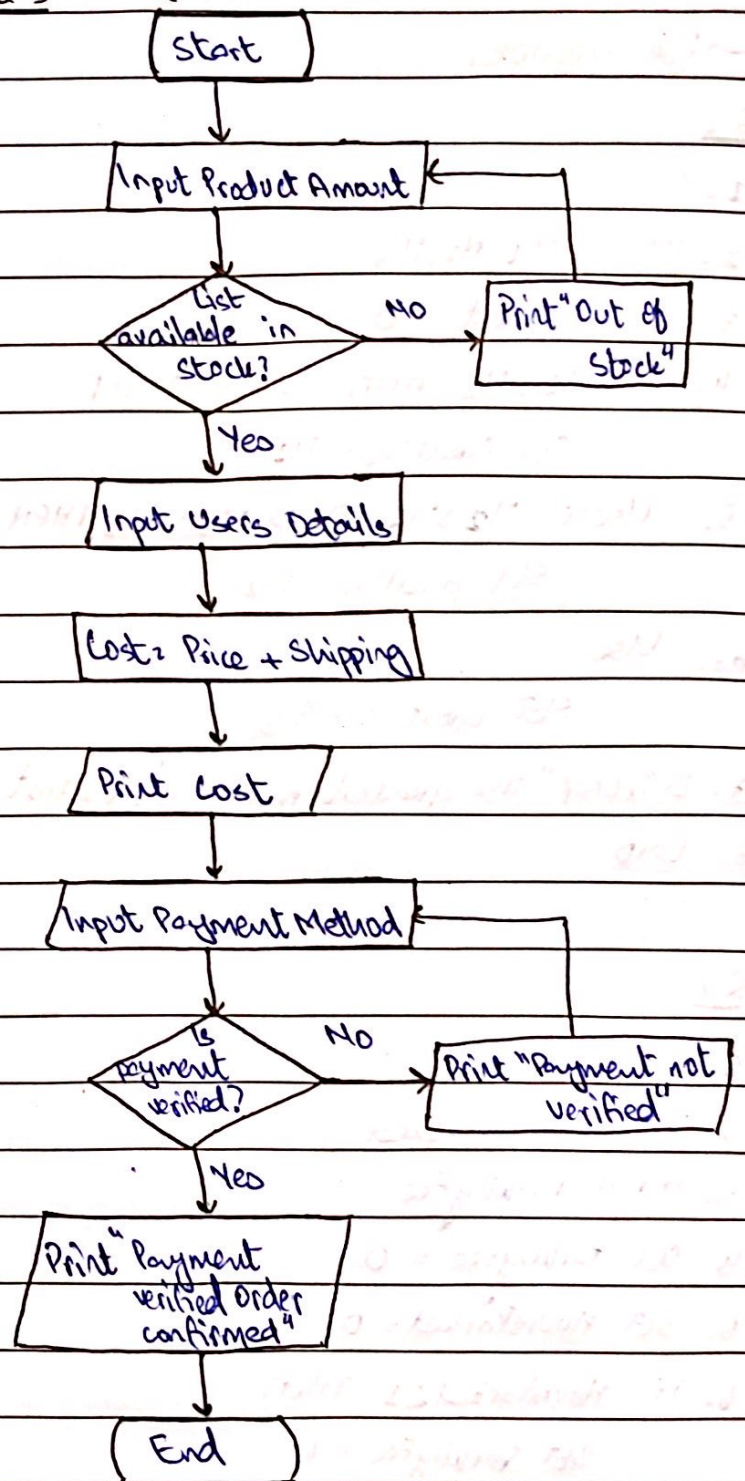 Start
Input Product Amount
List
available in
stock?
NO
Print "Out of
Stock"
Yes
Input Users Details
Cost = Price + Shipping
Print Cost
Input Payment Method
Is
payment
verified?
No
Print "Payment not
verified"
Yes
Print "Payment
verified Order
confirmed"
End